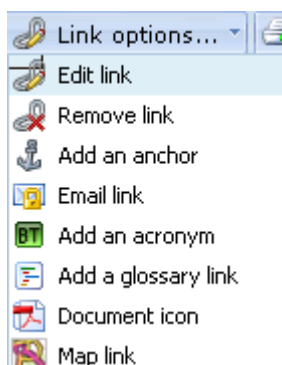 Link options...
Edit link
Remove link
Add an anchor
Email link
BT Add an acronym
Add a glossary link
Document icon
Map link